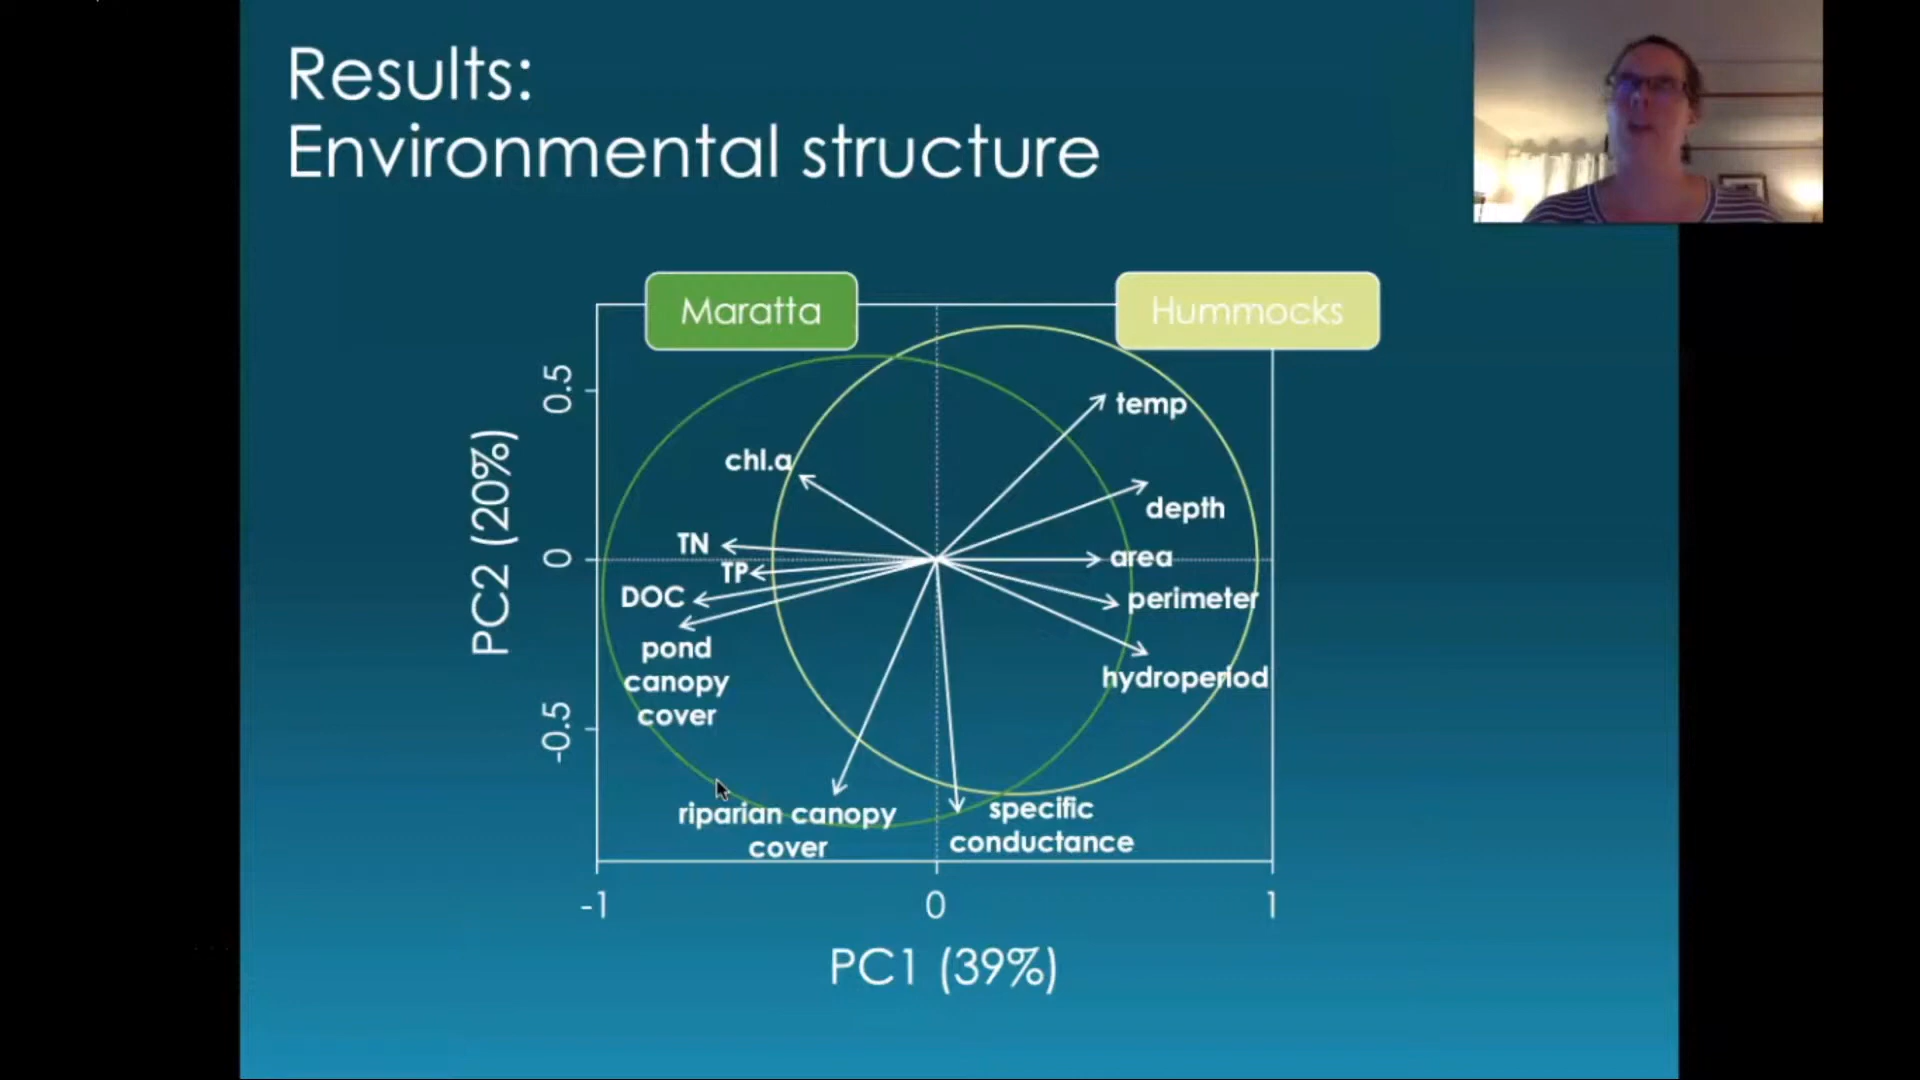 Results:
Environmental structure
Maratta
Hummocks
temp
chl.a
depth
TN
area
TP
DOC
perimeter
pond
canopy
cover
hydroperiod
riparian canopy
cover
specific
conductance
0.5
0
-0.5
PC2 (20%)
-1
0
1
PC1 (39%)